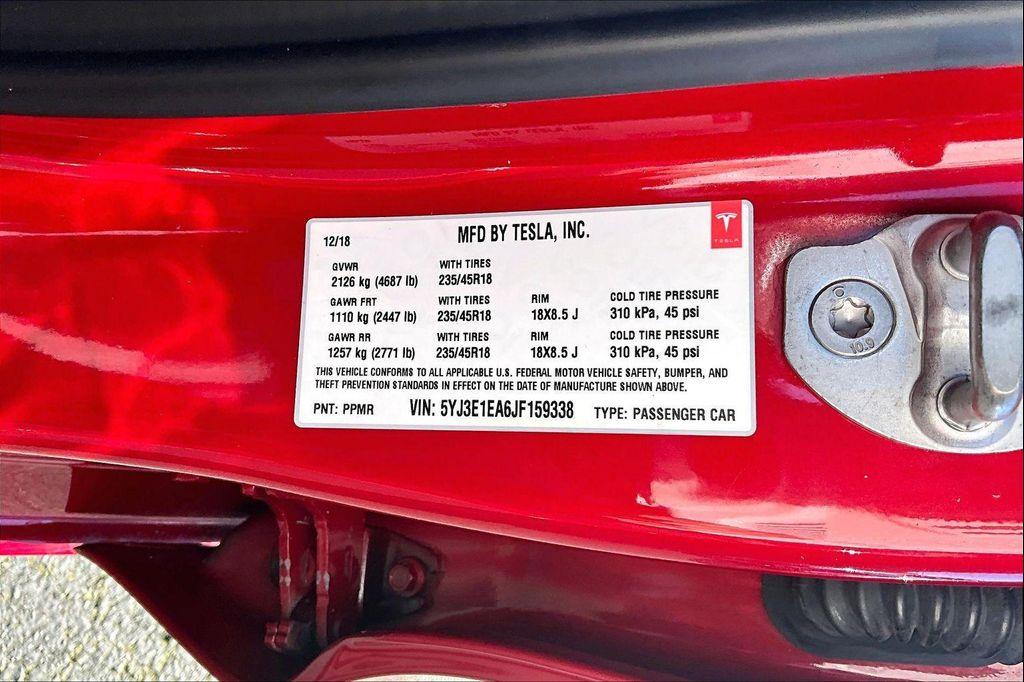 12/18 MFD BY TESLA, INC.
TESLA
GVWR WITH TIRES
2126 kg (4687 lb) 235/45R18
GAWR FRT WITH TIRES RIM COLD TIRE PRESSURE
1110 kg (2447 lb) 235/45R18 18X8.5 J 310 kPa, 45 psi
GAWR RR WITH TIRES RIM COLD TIRE PRESSURE
1257 kg (2771 lb) 235/45R18 18X8.5 J 310 kPa, 45 psi
THIS VEHICLE CONFORMS TO ALL APPLICABLE U.S. FEDERAL MOTOR VEHICLE SAFETY, BUMPER, AND
THEFT PREVENTION STANDARDS IN EFFECT ON THE DATE OF MANUFACTURE SHOWN ABOVE.
PNT: PPMR VIN: 5YJ3E1EA6JF159338 TYPE: PASSENGER CAR
10.9